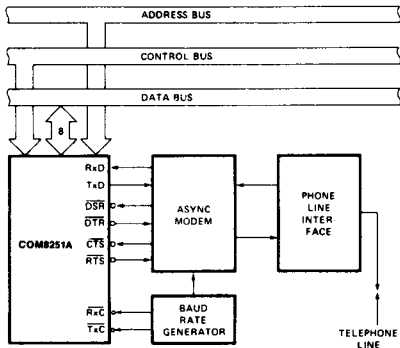 ADDRESS BUS
CONTROL BUS
DATA BUS
8
COM8251A
RxD
TxD
DSR
DTR
CTS
RTS
RxC
TxC
ASYNC
MODEM
PHONE
LINE
INTER
FACE
BAUD
RATE
GENERATOR
TELEPHONE
LINE